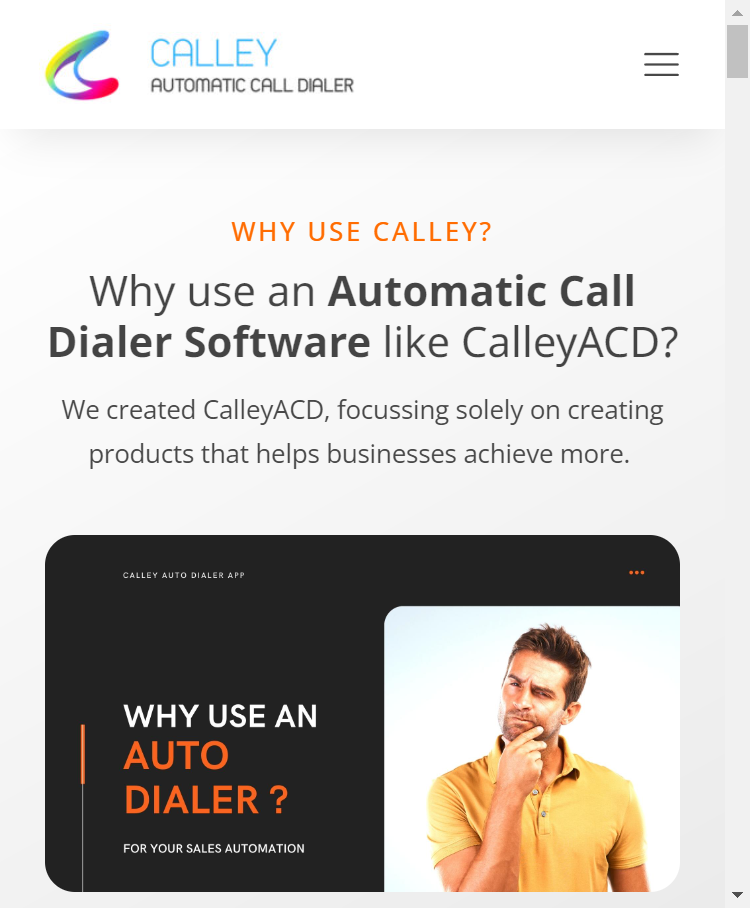 CALLEY
AUTOMATIC CALL DIALER
WHY USE CALLEY?
Why use an Automatic Call
Dialer Software like CalleyACD?
We created CalleyACD, focussing solely on creating
products that helps businesses achieve more.
CALLEY AUTO DIALER APP
WHY USE AN
AUTO
DIALER ?
FOR YOUR SALES AUTOMATION